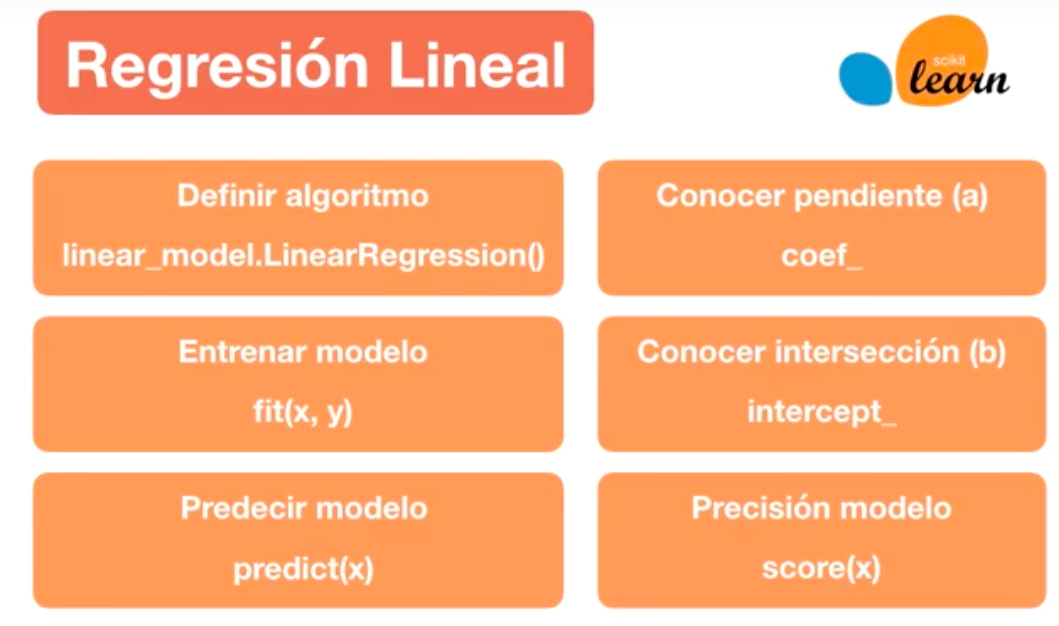 Regresión Lineal
scikit
learn
Definir algoritmo
linear_model.LinearRegression()
Conocer pendiente (a)
coef_
Entrenar modelo
fit(x, y)
Conocer intersección (b)
intercept_
Predecir modelo
predict(x)
Precisión modelo
score(x)